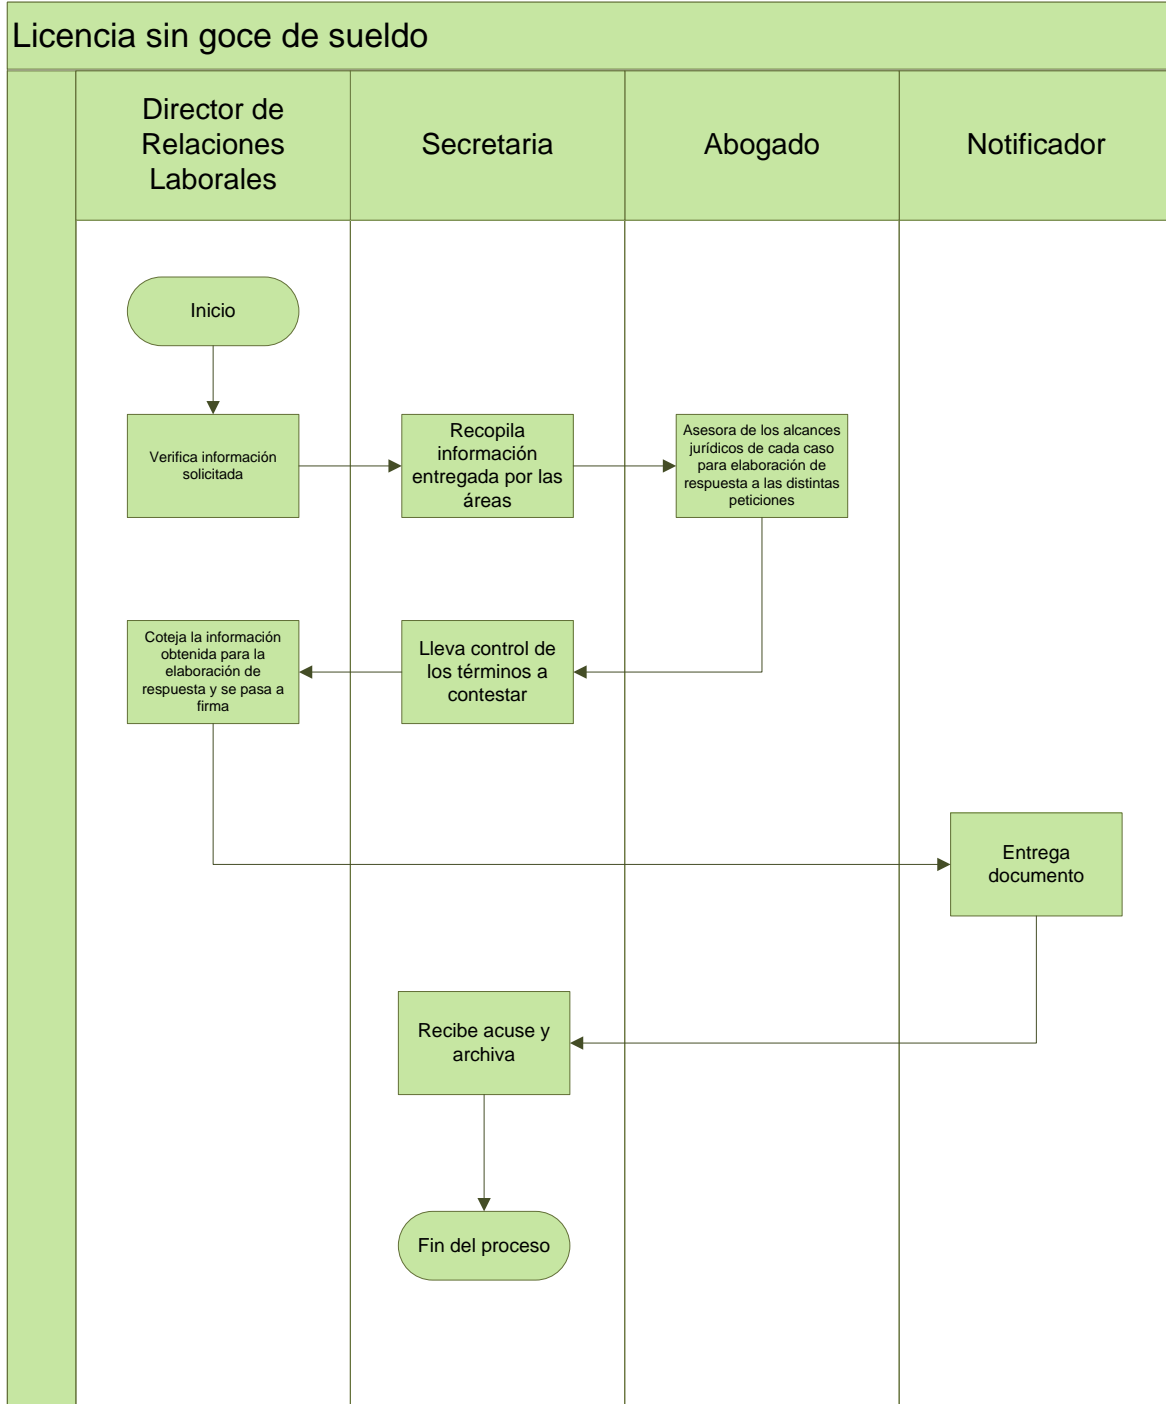 Licencia sin goce de sueldo
Director de
Relaciones
Laborales
Secretaria
Abogado
Notificador
Inicio
Verifica información
solicitada
Recopila
información
entregada por las
áreas
Asesora de los alcances
jurídicos de cada caso
para elaboración de
respuesta a las distintas
peticiones
Coteja la información
obtenida para la
elaboración de
respuesta y se pasa a
firma
Lleva control de
los términos a
contestar
Entrega
documento
Recibe acuse y
archiva
Fin del proceso